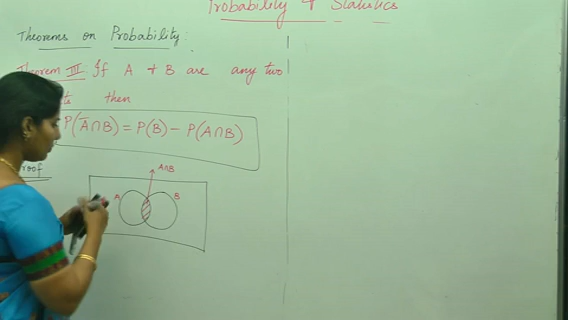 Probability & Statistics
Theorems on Probability:
Theorem III: If A & B are any two
then
P(A̅∩B) = P(B) − P(A∩B)
A∩B
A B